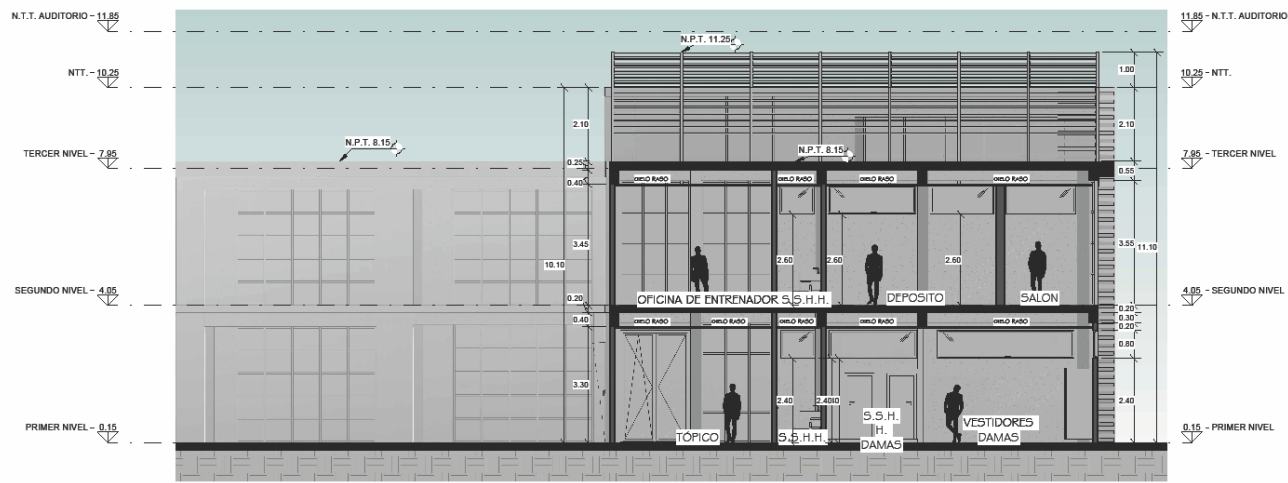 N.T.T. AUDITORIO - 11.85
11.85 - N.T.T. AUDITORIO
N.P.T. 11.25
1.00
NTT. - 10.25
10.25 - NTT.
2.10
2.10
N.P.T. 8.15
N.P.T. 8.15
TERCER NIVEL - 7.95
7.95 - TERCER NIVEL
0.25
0.55
0.40
CIELO RASO
CIELO RASO
CIELO RASO
CIELO RASO
3.45
3.55
11.10
10.10
2.60
2.60
2.60
SEGUNDO NIVEL - 4.05
4.05 - SEGUNDO NIVEL
0.20
OFICINA DE ENTRENADOR
S.S.H.H.
DEPOSITO
SALON
0.20
0.30
0.20
0.40
CIELO RASO
CIELO RASO
CIELO RASO
CIELO RASO
0.80
3.30
2.40
2.40
2.40
PRIMER NIVEL - 0.15
0.15 - PRIMER NIVEL
TÓPICO
S.S.H.H.
S.S.H.
H.
DAMAS
VESTIDORES
DAMAS